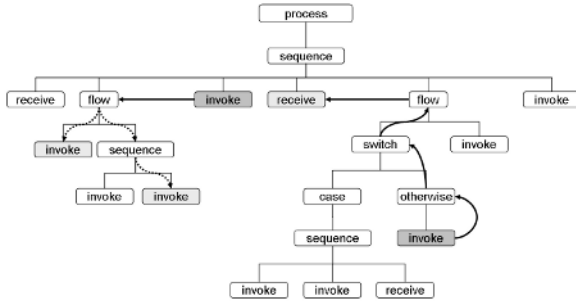 process
sequence
receive flow invoke receive flow invoke
invoke sequence switch invoke
invoke invoke case otherwise
sequence invoke
invoke invoke receive